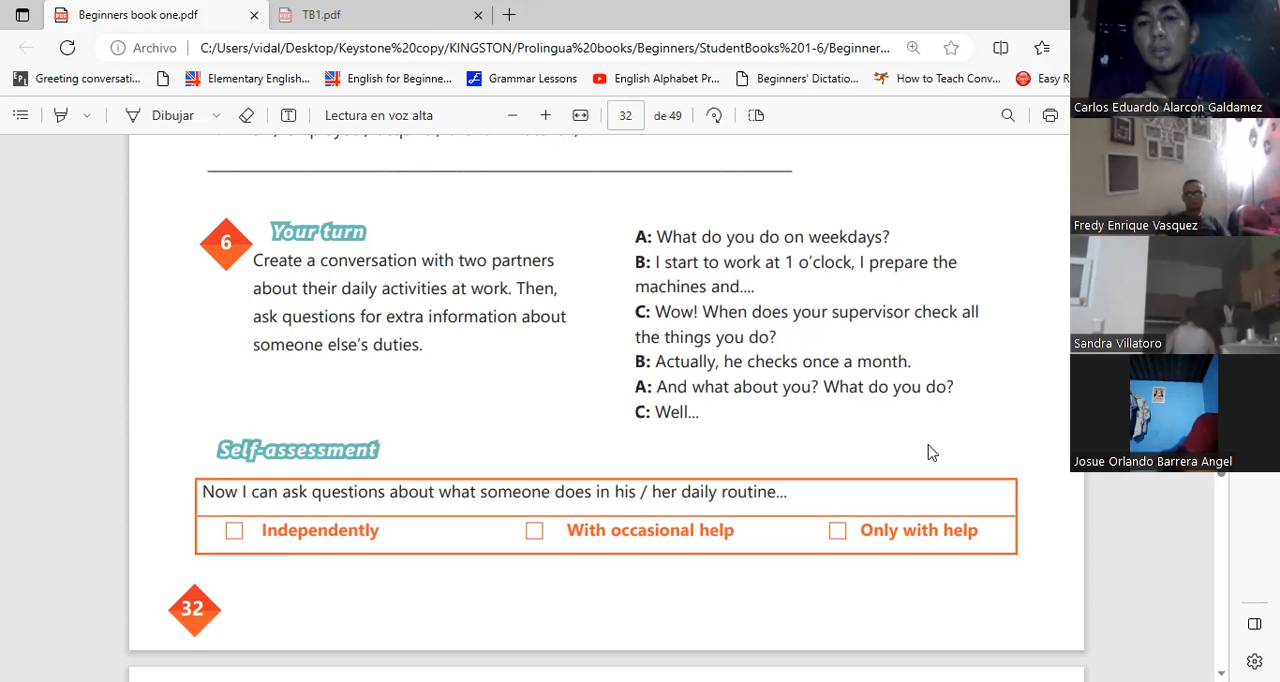 Beginners book one.pdf
TB1.pdf
Archivo
C:/Users/vidal/Desktop/Keystone%20copy/KINGSTON/Prolingua%20books/Beginners/StudentBooks%201-6/Beginner...
Greeting conversati...
Elementary English...
English for Beginne...
Grammar Lessons
English Alphabet Pr...
Beginners' Dictatio...
How to Teach Conv...
Easy R
Dibujar
Lectura en voz alta
32
de 49
6
Your turn
Create a conversation with two partners
about their daily activities at work. Then,
ask questions for extra information about
someone else's duties.
A: What do you do on weekdays?
B: I start to work at 1 o'clock, I prepare the
machines and....
C: Wow! When does your supervisor check all
the things you do?
B: Actually, he checks once a month.
A: And what about you? What do you do?
C: Well...
Self-assessment
Now I can ask questions about what someone does in his / her daily routine...
Independently
With occasional help
Only with help
32
Carlos Eduardo Alarcon Galdamez
Fredy Enrique Vasquez
Sandra Villatoro
Josue Orlando Barrera Angel